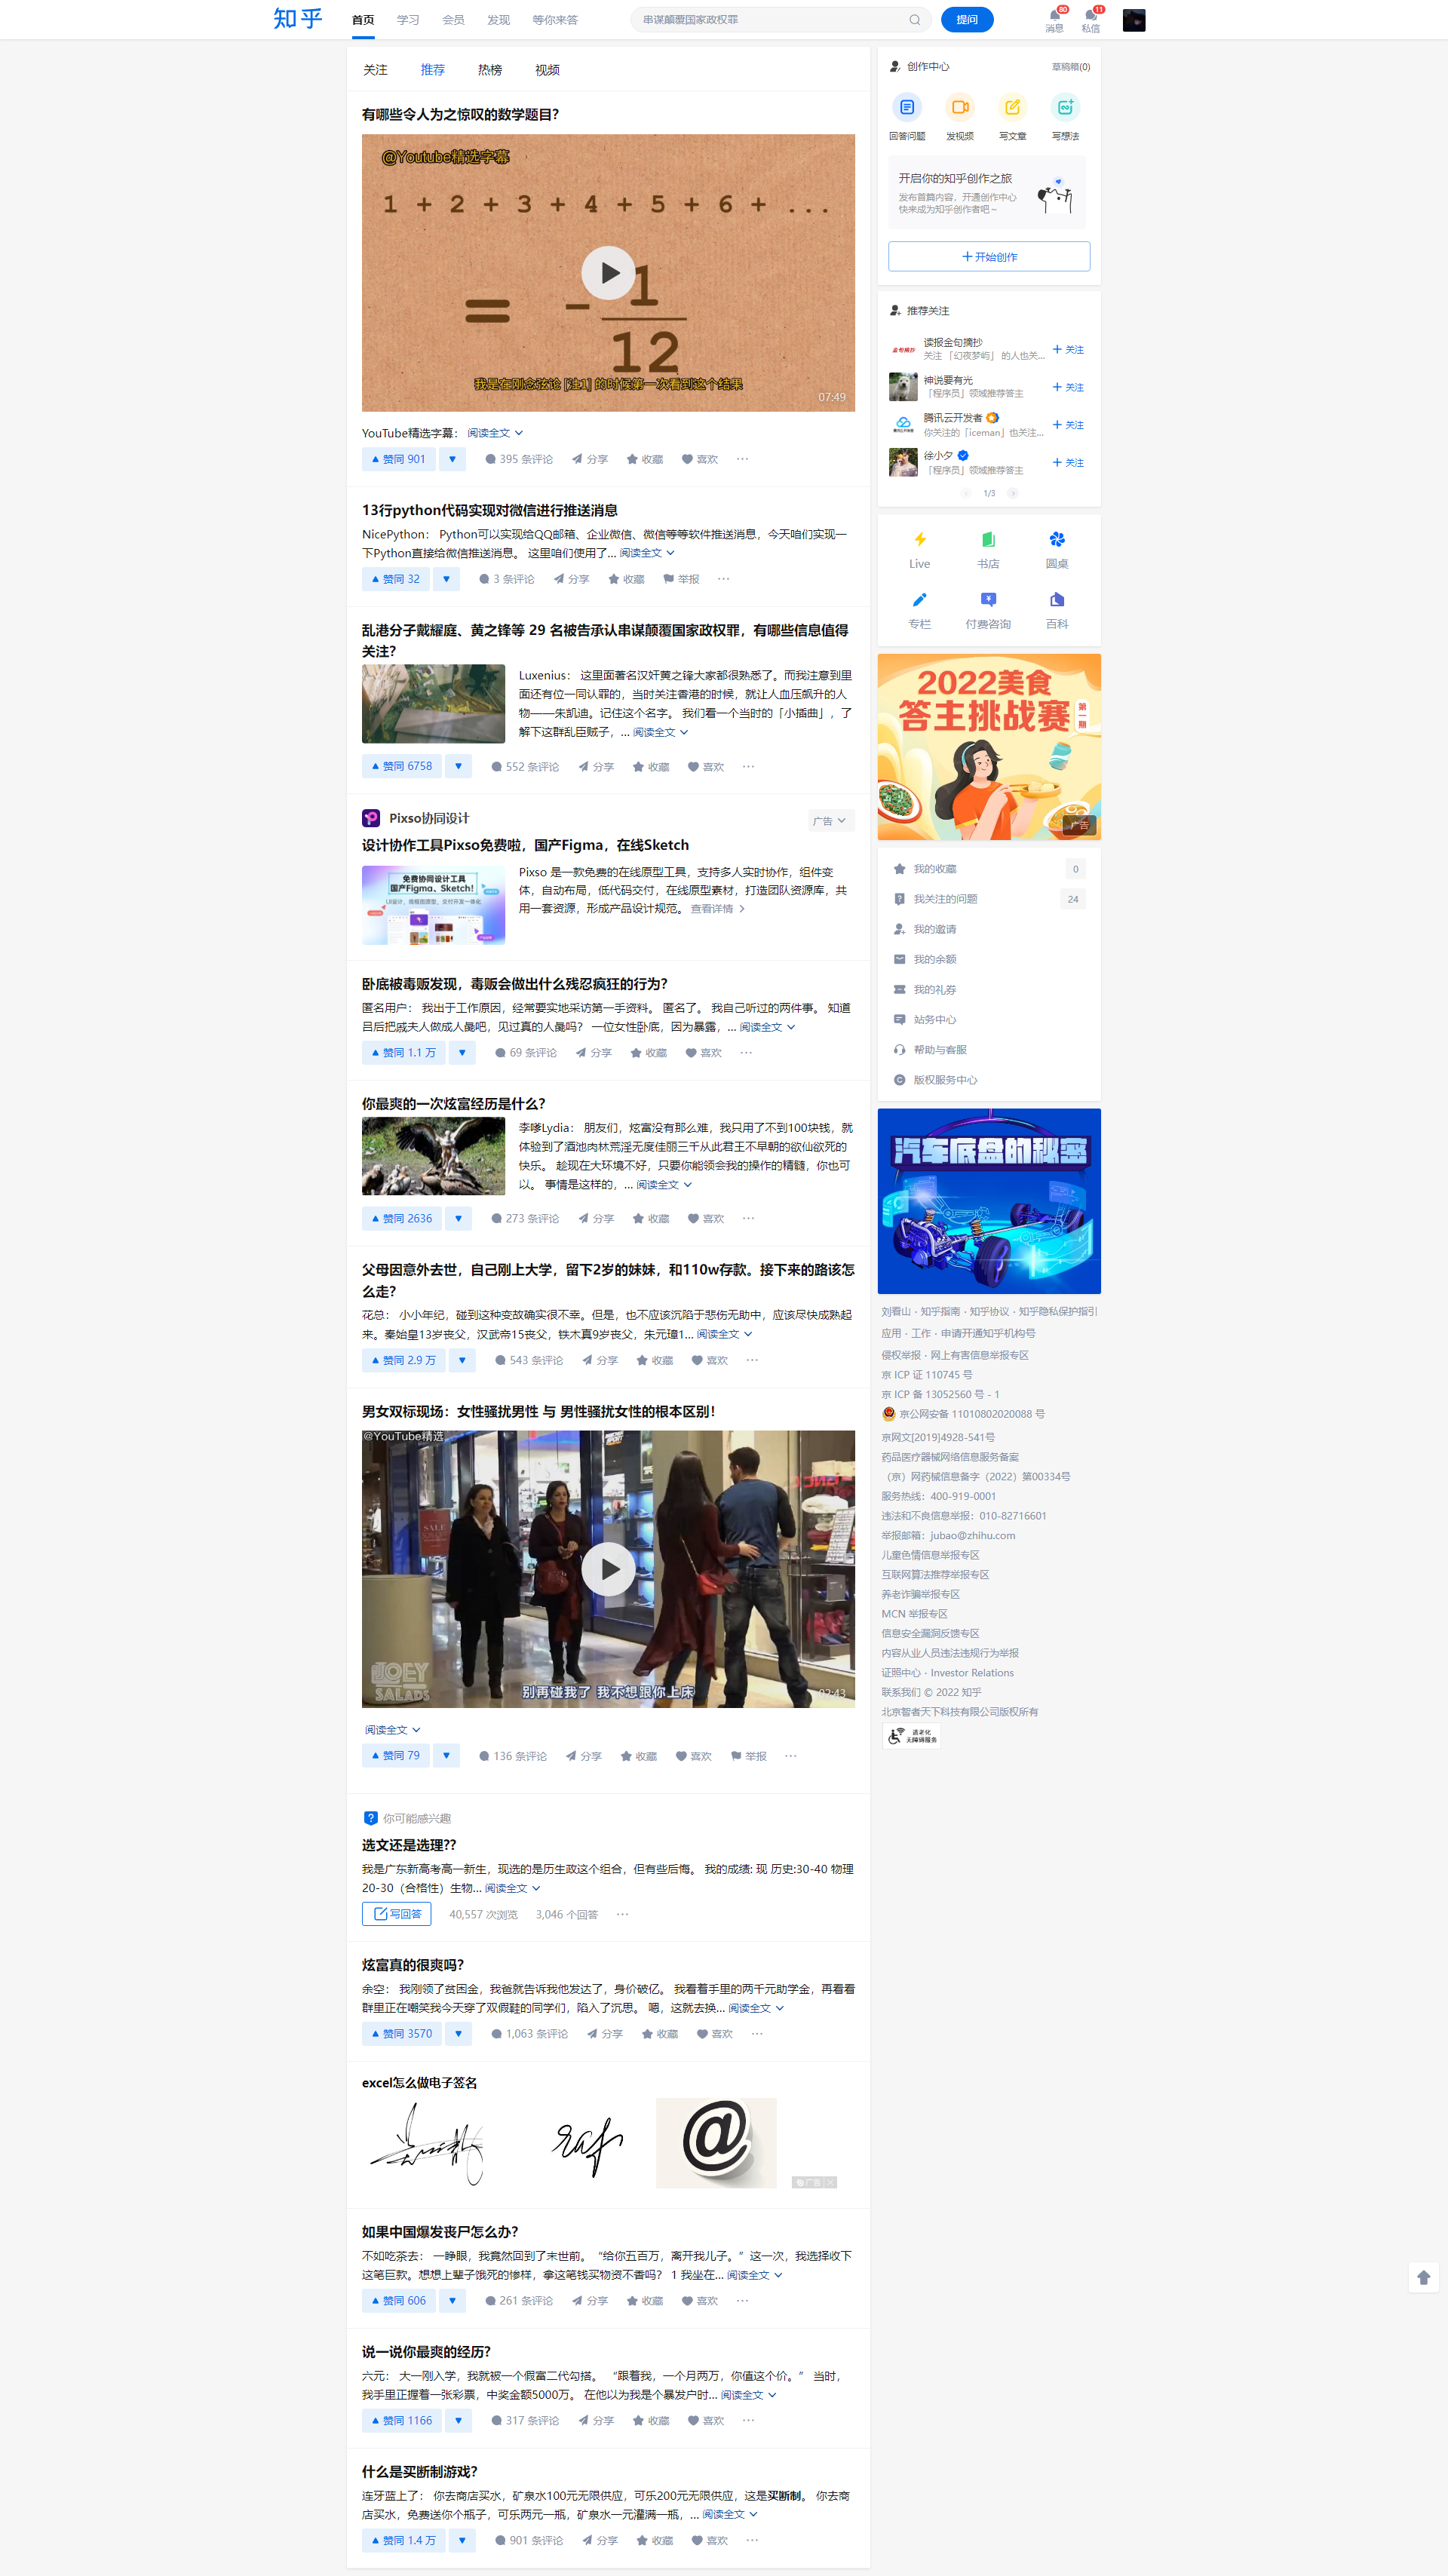 知乎
首页 学习 会员 发现 等你来答
串谋颠覆国家政权罪
提问
80
消息
11
私信
关注 推荐 热榜 视频
有哪些令人为之惊叹的数学题目？
@Youtube精选字幕
1 + 2 + 3 + 4 + 5 + 6 + ...
= - 1
12
我是在刚念弦论 [注1] 的时候第一次看到这个结果
07:49
YouTube精选字幕： 阅读全文
赞同 901 395 条评论 分享 收藏 喜欢 ···
13行python代码实现对微信进行推送消息
NicePython： Python可以实现给QQ邮箱、企业微信、微信等等软件推送消息，今天咱们实现一
下Python直接给微信推送消息。 这里咱们使用了... 阅读全文
赞同 32 3 条评论 分享 收藏 举报 ···
乱港分子戴耀庭、黄之锋等 29 名被告承认串谋颠覆国家政权罪，有哪些信息值得
关注？
Luxenius： 这里面著名汉奸黄之锋大家都很熟悉了。而我注意到里
面还有位一同认罪的，当时关注香港的时候，就让人血压飙升的人
物——朱凯迪。记住这个名字。 我们看一个当时的「小插曲」，了
解下这群乱臣贼子，... 阅读全文
赞同 6758 552 条评论 分享 收藏 喜欢 ···
Pixso协同设计
广告
设计协作工具Pixso免费啦，国产Figma，在线Sketch
免费协同设计工具
国产Figma、Sketch！
UI设计，线框图原型，交付开发一体化
Pixso 是一款免费的在线原型工具，支持多人实时协作，组件变
体，自动布局，低代码交付，在线原型素材，打造团队资源库，共
用一套资源，形成产品设计规范。 查看详情
卧底被毒贩发现，毒贩会做出什么残忍疯狂的行为？
匿名用户： 我出于工作原因，经常要实地采访第一手资料。 匿名了。 我自己听过的两件事。 知道
吕后把戚夫人做成人彘吧，见过真的人彘吗？ 一位女性卧底，因为暴露，... 阅读全文
赞同 1.1 万 69 条评论 分享 收藏 喜欢 ···
你最爽的一次炫富经历是什么？
李嗲Lydia： 朋友们，炫富没有那么难，我只用了不到100块钱，就
体验到了酒池肉林荒淫无度佳丽三千从此君王不早朝的欲仙欲死的
快乐。 趁现在大环境不好，只要你能领会我的操作的精髓，你也可
以。 事情是这样的，... 阅读全文
赞同 2636 273 条评论 分享 收藏 喜欢 ···
父母因意外去世，自己刚上大学，留下2岁的妹妹，和110w存款。接下来的路该怎
么走？
花总： 小小年纪，碰到这种变故确实很不幸。但是，也不应该沉陷于悲伤无助中，应该尽快成熟起
来。秦始皇13岁丧父，汉武帝15丧父，铁木真9岁丧父，朱元璋1... 阅读全文
赞同 2.9 万 543 条评论 分享 收藏 喜欢 ···
男女双标现场：女性骚扰男性 与 男性骚扰女性的根本区别！
@YouTube精选
SALE
JOEY
SALADS
别再碰我了 我不想跟你上床
02:43
阅读全文
赞同 79 136 条评论 分享 收藏 喜欢 举报 ···
你可能感兴趣
选文还是选理??
我是广东新高考高一新生，现选的是历生政这个组合，但有些后悔。 我的成绩: 现 历史:30-40 物理
20-30（合格性）生物... 阅读全文
写回答 40,557 次浏览 3,046 个回答 ···
炫富真的很爽吗？
余空： 我刚领了贫困金，我爸就告诉我他发达了，身价破亿。 我看着手里的两千元助学金，再看看
群里正在嘲笑我今天穿了双假鞋的同学们，陷入了沉思。 嗯，这就去换... 阅读全文
赞同 3570 1,063 条评论 分享 收藏 喜欢 ···
excel怎么做电子签名
@
广告
如果中国爆发丧尸怎么办？
不如吃茶去： 一睁眼，我竟然回到了末世前。 “给你五百万，离开我儿子。”这一次，我选择收下
这笔巨款。想想上辈子饿死的惨样，拿这笔钱买物资不香吗？ 1 我坐在... 阅读全文
赞同 606 261 条评论 分享 收藏 喜欢 ···
说一说你最爽的经历?
六元： 大一刚入学，我就被一个假富二代勾搭。 “跟着我，一个月两万，你值这个价。” 当时，
我手里正握着一张彩票，中奖金额5000万。 在他以为我是个暴发户时... 阅读全文
赞同 1166 317 条评论 分享 收藏 喜欢 ···
什么是买断制游戏？
连牙蓝上了： 你去商店买水，矿泉水100元无限供应，可乐200元无限供应，这是买断制。 你去商
店买水，免费送你个瓶子，可乐两元一瓶，矿泉水一元灌满一瓶，... 阅读全文
赞同 1.4 万 901 条评论 分享 收藏 喜欢 ···
创作中心 草稿箱(0)
回答问题 发视频 写文章 写想法
开启你的知乎创作之旅
发布首篇内容，开通创作中心
快来成为知乎创作者吧～
开始创作
推荐关注
金句摘抄
读报金句摘抄
关注「幻夜梦屿」 的人也关...
关注
神说要有光
「程序员」领域推荐答主
关注
腾讯云开发者
你关注的「iceman」也关注...
关注
徐小夕
「程序员」领域推荐答主
关注
1/3
Live 书店 圆桌
专栏 付费咨询 百科
2022美食
答主挑战赛
第一期
广告
我的收藏 0
我关注的问题 24
我的邀请
我的余额
我的礼券
站务中心
帮助与客服
版权服务中心
汽车底盘的秘密
刘看山 · 知乎指南 · 知乎协议 · 知乎隐私保护指引
应用 · 工作 · 申请开通知乎机构号
侵权举报 · 网上有害信息举报专区
京 ICP 证 110745 号
京 ICP 备 13052560 号 - 1
京公网安备 11010802020088 号
京网文[2019]4928-541号
药品医疗器械网络信息服务备案
（京）网药械信息备字（2022）第00334号
服务热线：400-919-0001
违法和不良信息举报：010-82716601
举报邮箱：jubao@zhihu.com
儿童色情信息举报专区
互联网算法推荐举报专区
养老诈骗举报专区
MCN 举报专区
信息安全漏洞反馈专区
内容从业人员违法违规行为举报
证照中心 · Investor Relations
联系我们 © 2022 知乎
北京智者天下科技有限公司版权所有
适老化
无障碍服务